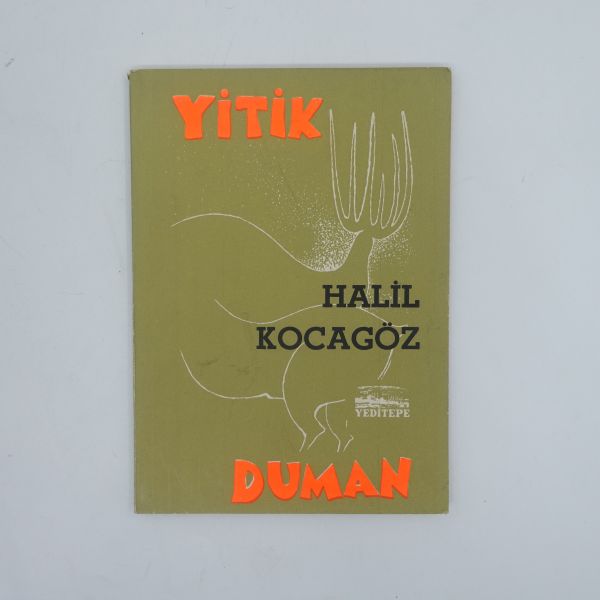 YİTİK
HALİL
KOCAGÖZ
YEDİTEPE
DUMAN